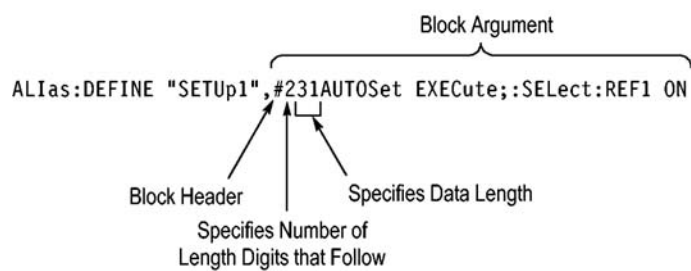 Block Argument
ALIas:DEFINE "SETUp1",#231AUTOSet EXECute;:SELect:REF1 ON
Block Header
Specifies Data Length
Specifies Number of
Length Digits that Follow